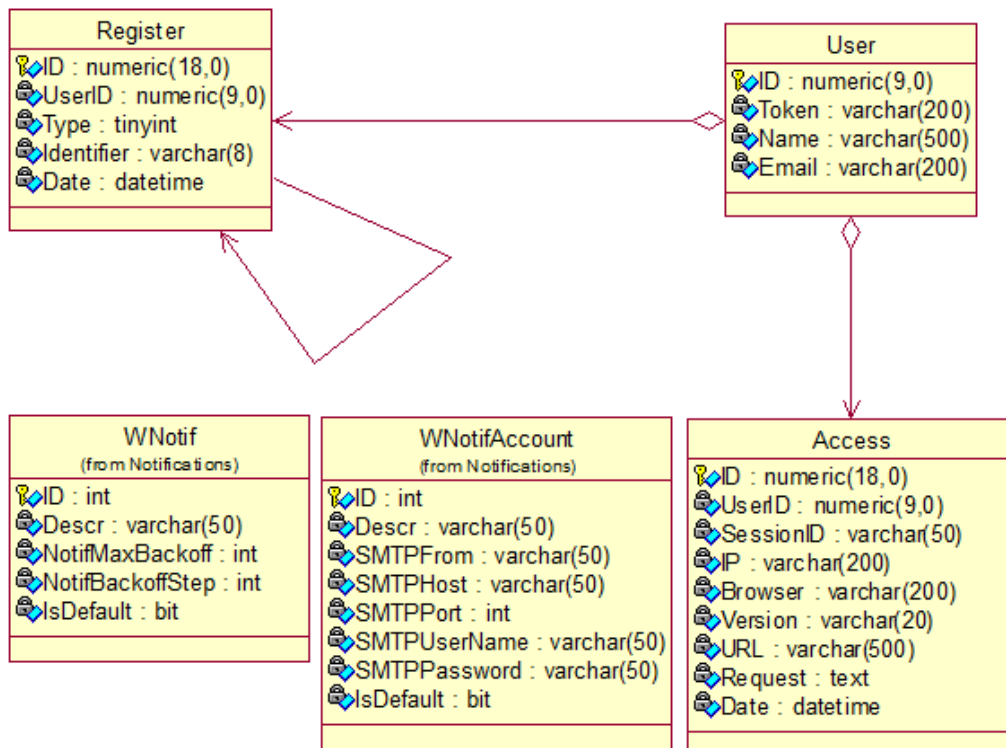 Register
ID : numeric(18,0)
UserID : numeric(9,0)
Type : tinyint
Identifier : varchar(8)
Date : datetime
User
ID : numeric(9,0)
Token : varchar(200)
Name : varchar(500)
Email : varchar(200)
WNotif
(from Notifications)
ID : int
Descr : varchar(50)
NotifMaxBackoff : int
NotifBackoffStep : int
IsDefault : bit
WNotifAccount
(from Notifications)
ID : int
Descr : varchar(50)
SMTPFrom : varchar(50)
SMTPHost : varchar(50)
SMTPPort : int
SMTPUserName : varchar(50)
SMTPPassword : varchar(50)
IsDefault : bit
Access
ID : numeric(18,0)
UserID : numeric(9,0)
SessionID : varchar(50)
IP : varchar(200)
Browser : varchar(200)
Version : varchar(20)
URL : varchar(500)
Request : text
Date : datetime